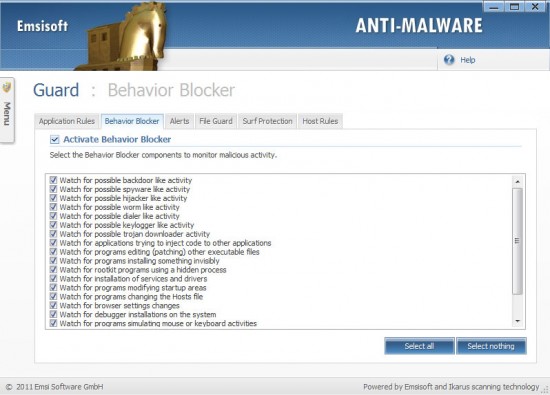 Emsisoft
ANTI-MALWARE
Help
Menu
Guard : Behavior Blocker
Application Rules Behavior Blocker Alerts File Guard Surf Protection Host Rules
Activate Behavior Blocker
Select the Behavior Blocker components to monitor malicious activity.
Watch for possible backdoor like activity
Watch for possible spyware like activity
Watch for possible hijacker like activity
Watch for possible worm like activity
Watch for possible dialer like activity
Watch for possible keylogger like activity
Watch for possible trojan downloader activity
Watch for applications trying to inject code to other applications
Watch for programs editing (patching) other executable files
Watch for programs installing something invisibly
Watch for rootkit programs using a hidden process
Watch for installation of services and drivers
Watch for programs modifying startup areas
Watch for programs changing the Hosts file
Watch for browser settings changes
Watch for debugger installations on the system
Watch for programs simulating mouse or keyboard activities
Select all Select nothing
© 2011 Emsi Software GmbH Powered by Emsisoft and Ikarus scanning technology